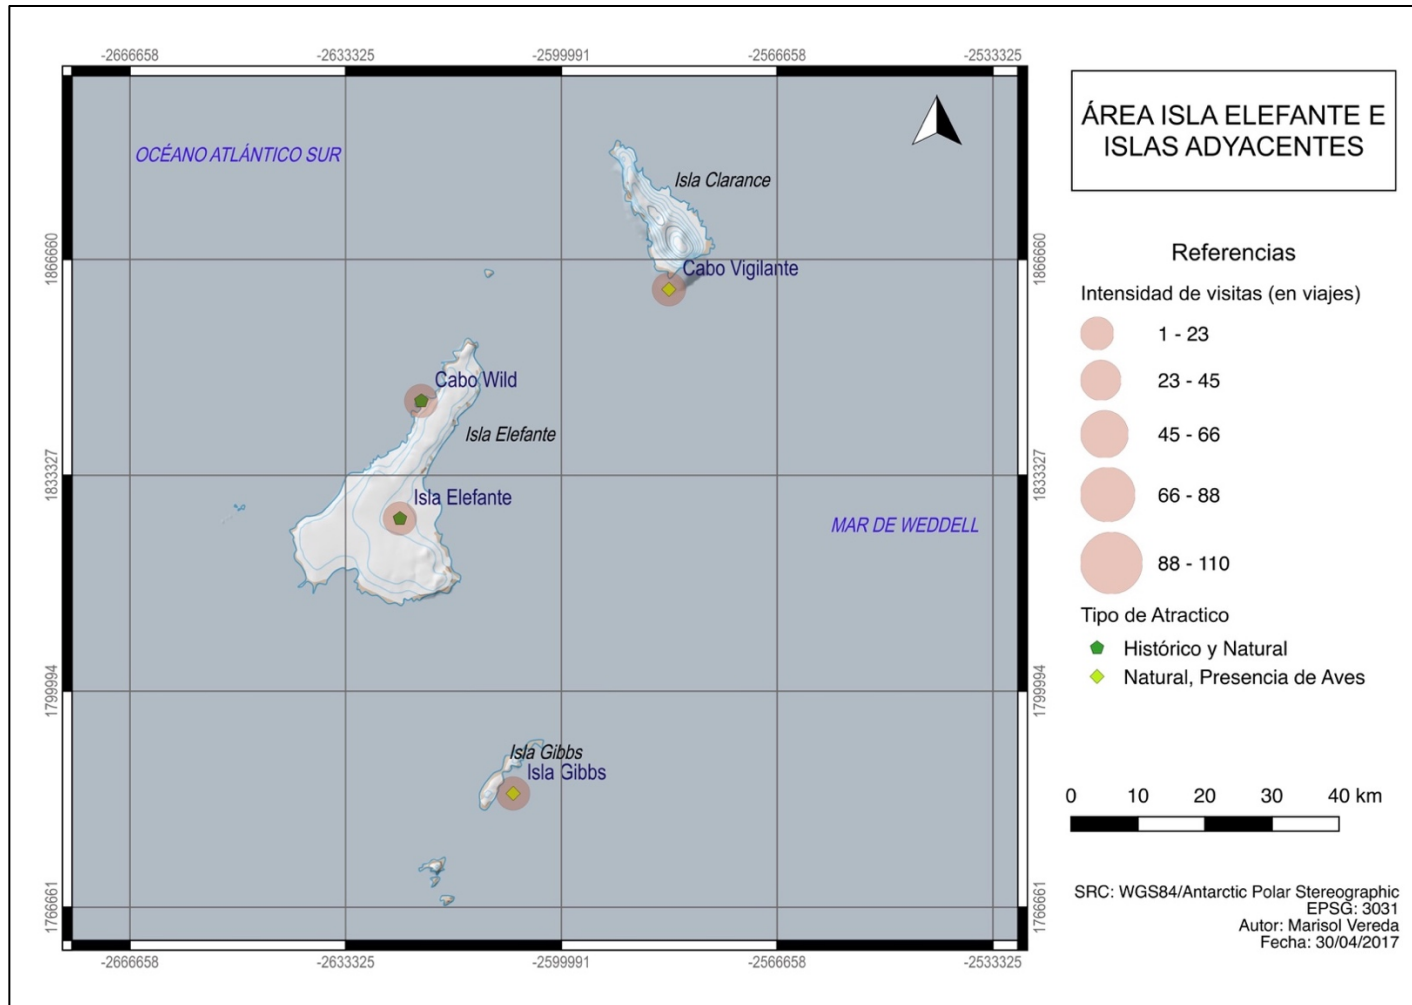 -2666658
-2633325
-2599991
-2566658
-2533325
ÁREA ISLA ELEFANTE E
ISLAS ADYACENTES
OCÉANO ATLÁNTICO SUR
Isla Clarance
Cabo Vigilante
1866660
1866660
Cabo Wild
Isla Elefante
1833327
1833327
Isla Elefante
MAR DE WEDDELL
1799994
1799994
Isla Gibbs
Isla Gibbs
1766661
1766661
-2666658
-2633325
-2599991
-2566658
-2533325
Referencias
Intensidad de visitas (en viajes)
1 - 23
23 - 45
45 - 66
66 - 88
88 - 110
Tipo de Atractico
Histórico y Natural
Natural, Presencia de Aves
0 10 20 30 40 km
SRC: WGS84/Antarctic Polar Stereographic
EPSG: 3031
Autor: Marisol Vereda
Fecha: 30/04/2017